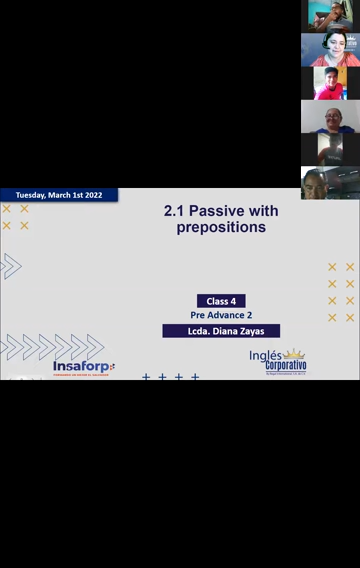 Tuesday, March 1st 2022
2.1 Passive with
prepositions
Class 4
Pre Advance 2
Lcda. Diana Zayas
Insaforp
Inglés
Corporativo